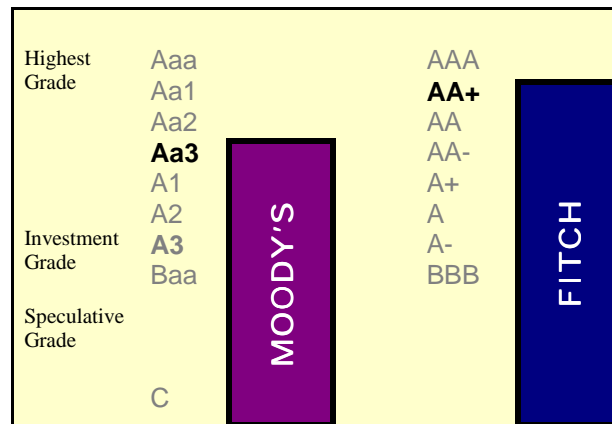 Highest
Grade
Aaa
Aa1
Aa2
Aa3
A1
A2
Investment
Grade
A3
Baa
Speculative
Grade
C
MOODY'S
AAA
AA+
AA
AA-
A+
A
A-
BBB
FITCH